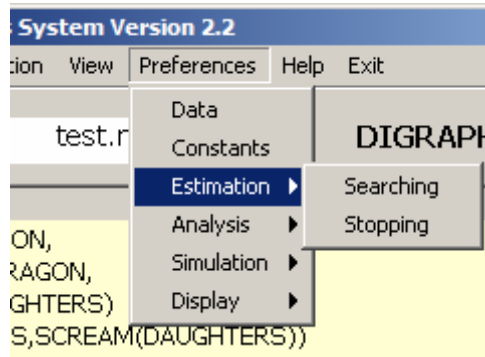 System Version 2.2
View Preferences Help Exit
Data
test.
Constants
DIGRAPH
Estimation
Searching
Analysis
Stopping
Simulation
Display
ON,
RAGON,
GHTERS)
S,SCREAM(DAUGHTERS))